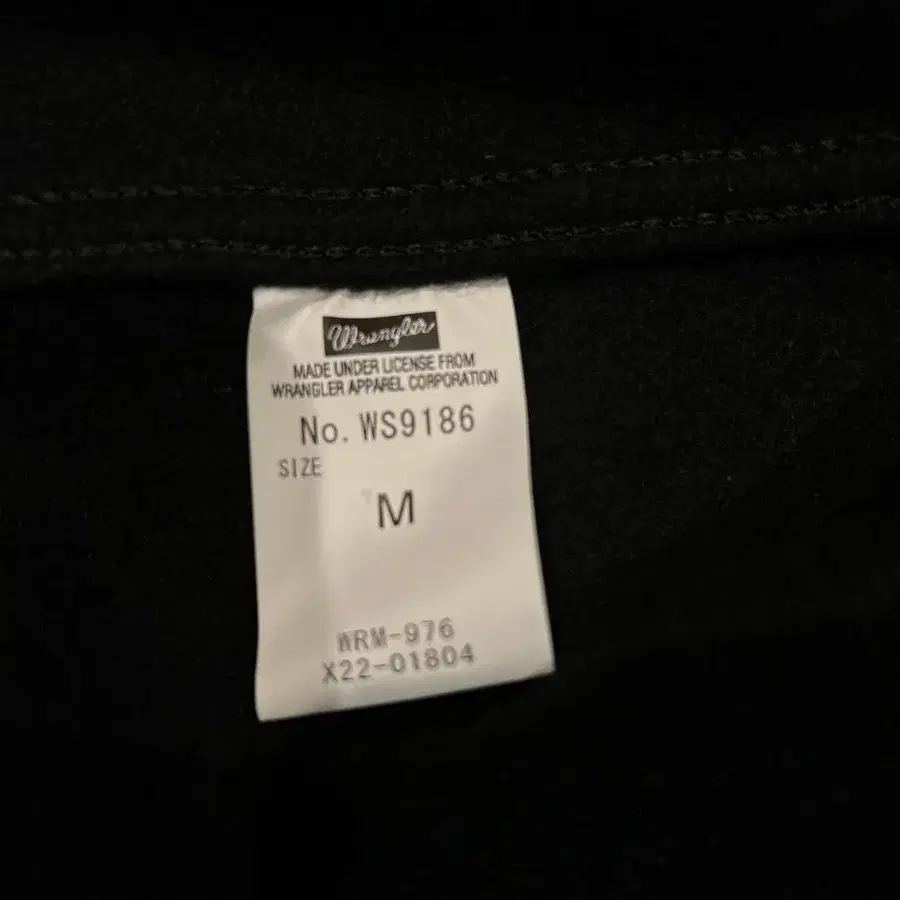 Wrangler
MADE UNDER LICENSE FROM
WRANGLER APPAREL CORPORATION
No. WS9186
SIZE
M
WRM-976
X22-01804